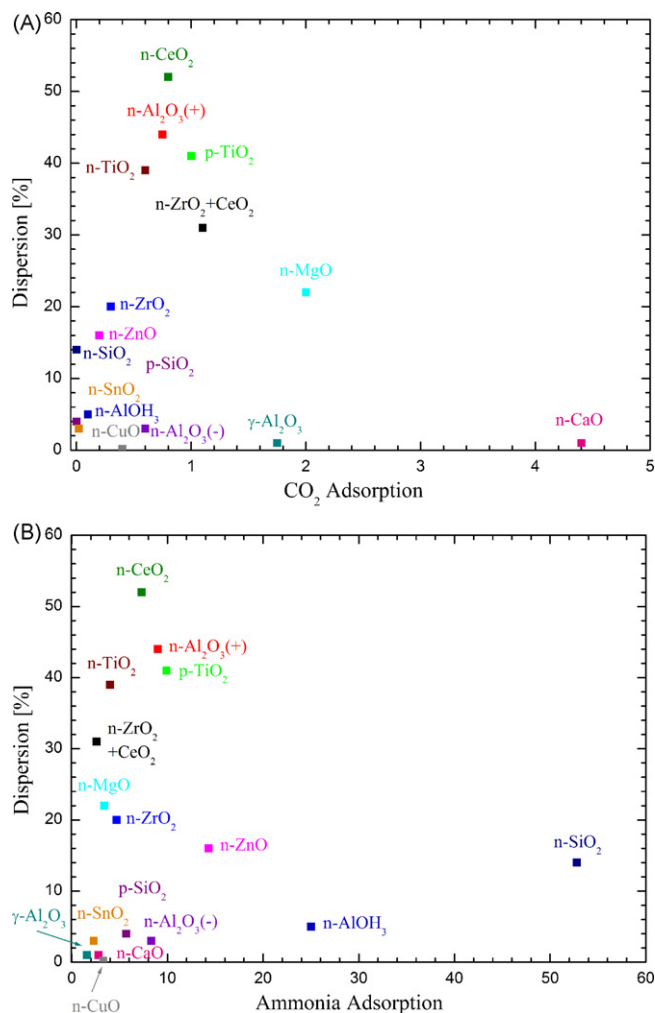 (A)
60
50
40
30
20
10
0
Dispersion [%]
n-CeO₂
n-Al₂O₃(+)
p-TiO₂
n-TiO₂
n-ZrO₂+CeO₂
n-MgO
n-ZrO₂
n-ZnO
n-SiO₂
p-SiO₂
n-SnO₂
n-AlOH₃
n-CuO
n-Al₂O₃(-)
γ-Al₂O₃
n-CaO
0 1 2 3 4 5
CO₂ Adsorption
(B)
60
50
40
30
20
10
0
Dispersion [%]
n-CeO₂
n-Al₂O₃(+)
n-TiO₂
p-TiO₂
n-ZrO₂
+CeO₂
n-MgO
n-ZrO₂
n-ZnO
n-SiO₂
p-SiO₂
γ-Al₂O₃
n-SnO₂
n-Al₂O₃(-)
n-AlOH₃
n-CaO
n-CuO
0 10 20 30 40 50 60
Ammonia Adsorption